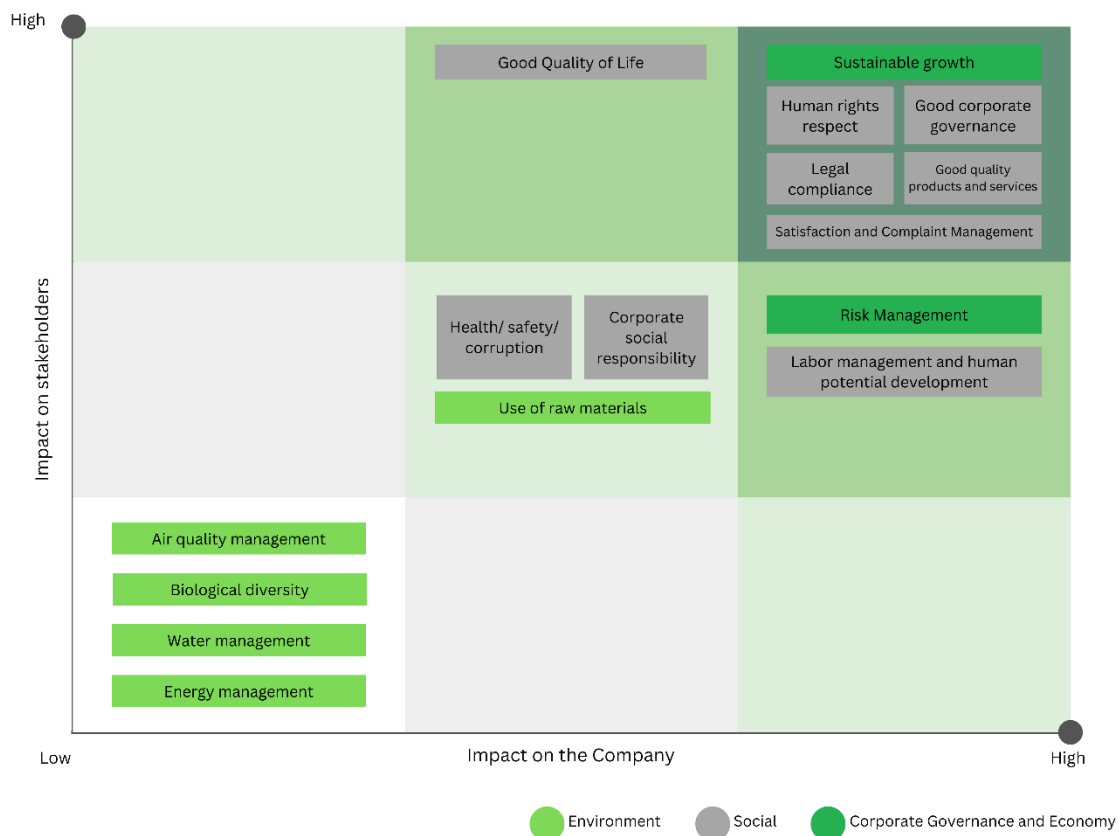 High
Good Quality of Life
Sustainable growth
Human rights
respect
Good corporate
governance
Legal
compliance
Good quality
products and services
Satisfaction and Complaint Management
Impact on stakeholders
Health/ safety/
corruption
Corporate
social
responsibility
Use of raw materials
Risk Management
Labor management and human
potential development
Air quality management
Biological diversity
Water management
Energy management
Low
Impact on the Company
High
Environment
Social
Corporate Governance and Economy